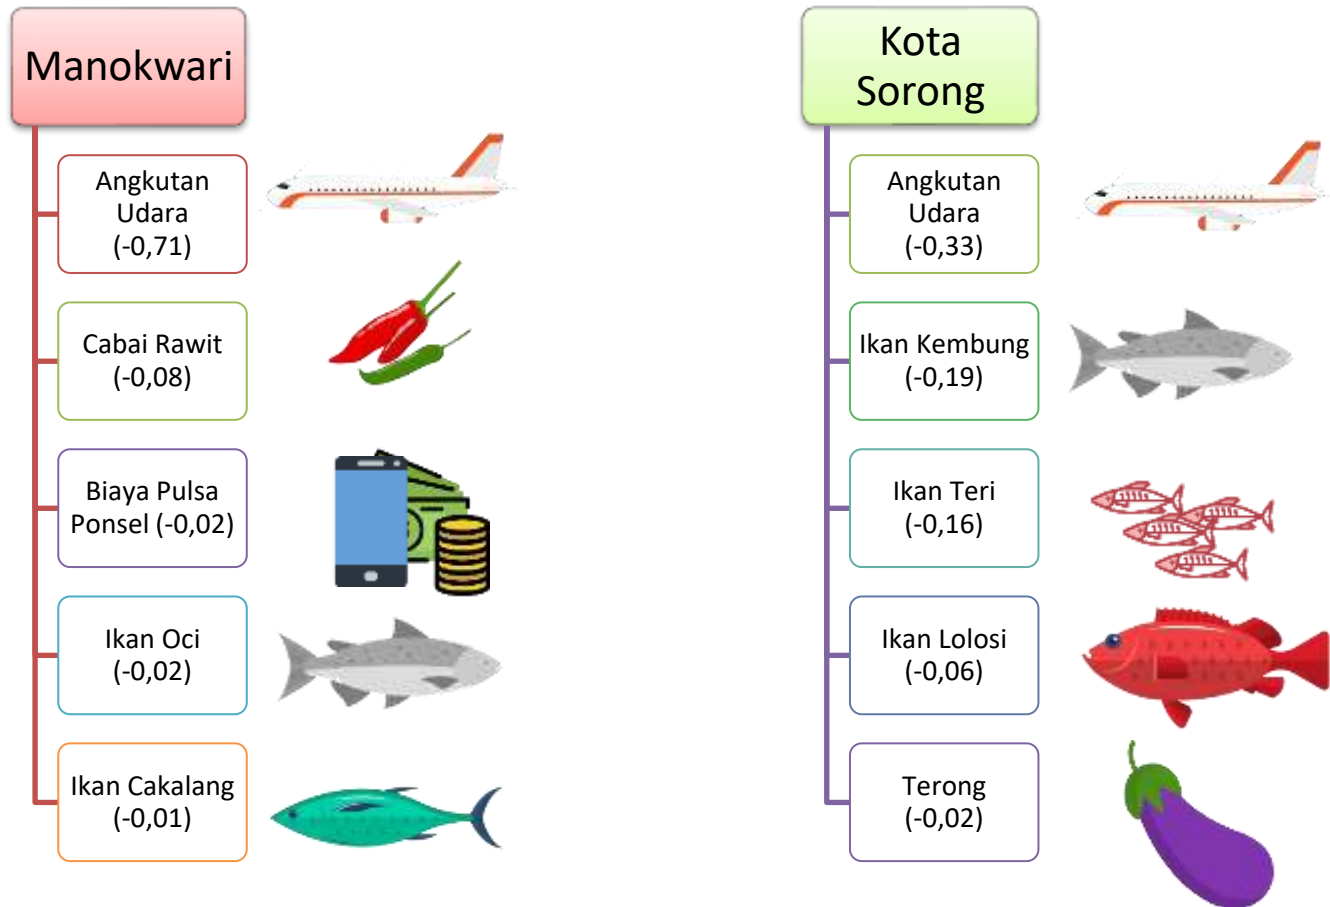 Manokwari
Angkutan
Udara
(-0,71)
Cabai Rawit
(-0,08)
Biaya Pulsa
Ponsel (-0,02)
Ikan Oci
(-0,02)
Ikan Cakalang
(-0,01)
Kota
Sorong
Angkutan
Udara
(-0,33)
Ikan Kembung
(-0,19)
Ikan Teri
(-0,16)
Ikan Lolosi
(-0,06)
Terong
(-0,02)